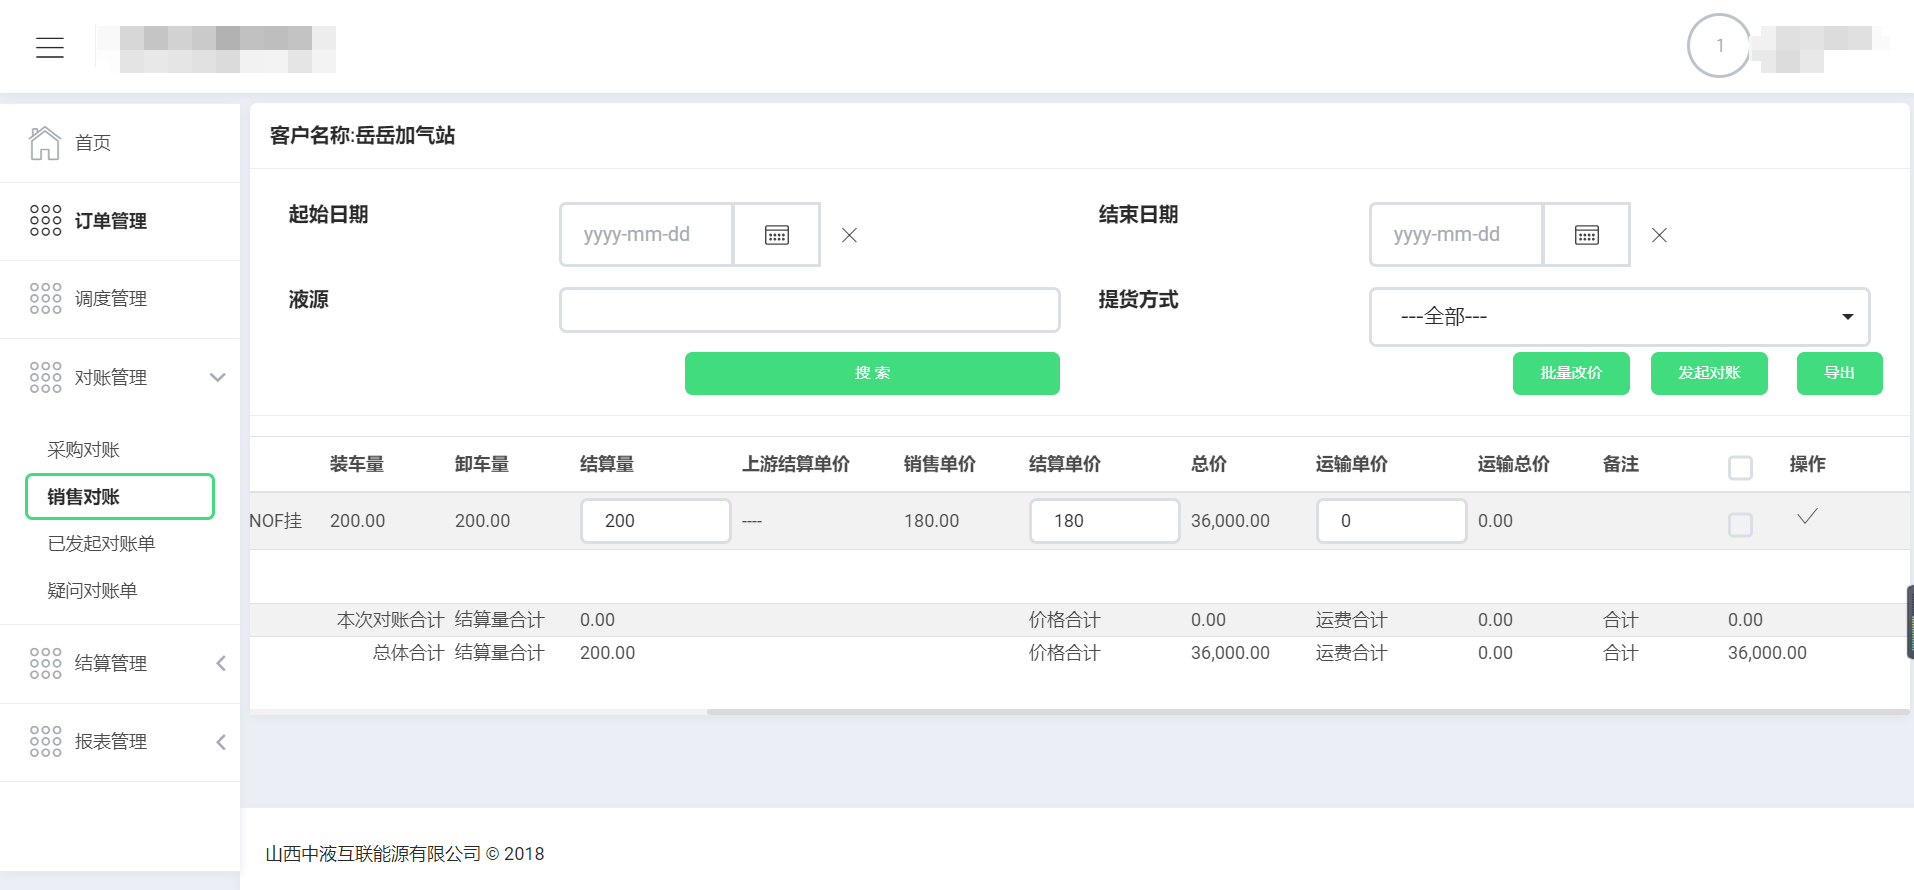 1
首页
订单管理
调度管理
对账管理
采购对账
销售对账
已发起对账单
疑问对账单
结算管理
报表管理
客户名称:岳岳加气站
起始日期 yyyy-mm-dd 结束日期 yyyy-mm-dd
液源 提货方式 ---全部---
搜 索 批量改价 发起对账 导出
装车量 卸车量 结算量 上游结算单价 销售单价 结算单价 总价 运输单价 运输总价 备注 操作
NOF挂 200.00 200.00 200 ---- 180.00 180 36,000.00 0 0.00
本次对账合计 结算量合计 0.00 价格合计 0.00 运费合计 0.00 合计 0.00
总体合计 结算量合计 200.00 价格合计 36,000.00 运费合计 0.00 合计 36,000.00
山西中液互联能源有限公司 © 2018